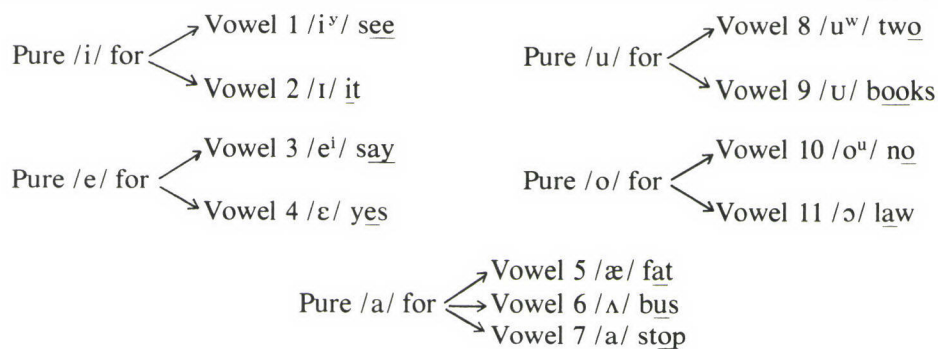 Pure /i/ for
Vowel 1 /iʸ/ see
Vowel 2 /ɪ/ it
Pure /u/ for
Vowel 8 /uʷ/ two
Vowel 9 /ᴜ/ books
Pure /e/ for
Vowel 3 /eⁱ/ say
Vowel 4 /ɛ/ yes
Pure /o/ for
Vowel 10 /oᵘ/ no
Vowel 11 /ɔ/ law
Pure /a/ for
Vowel 5 /æ/ fat
Vowel 6 /ʌ/ bus
Vowel 7 /a/ stop